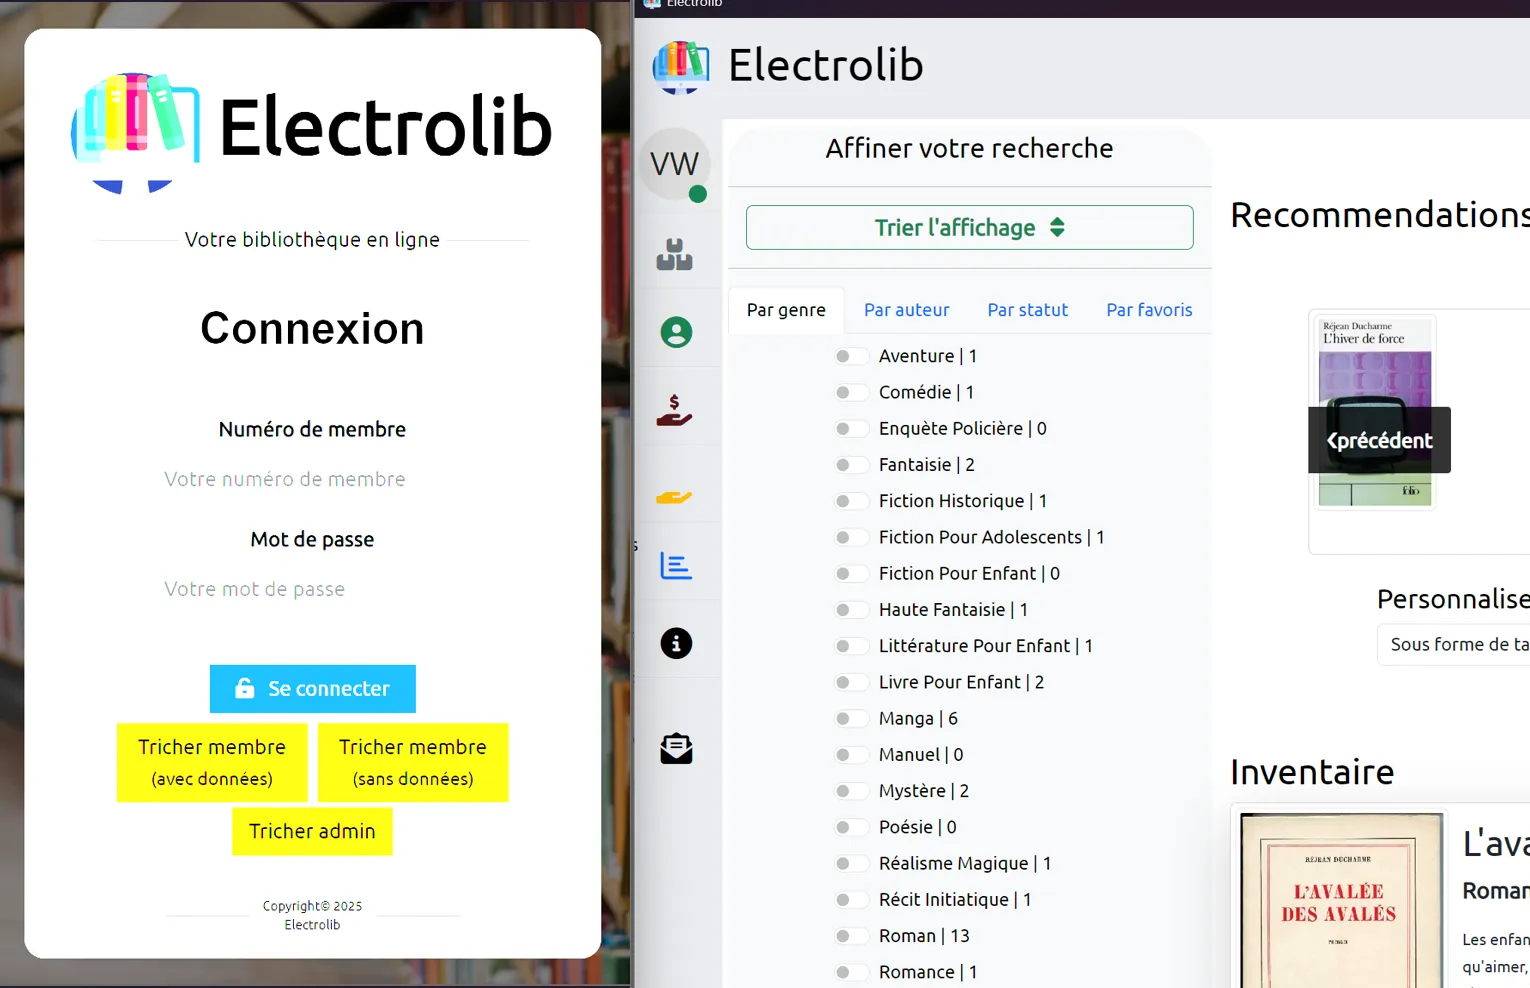 Electrolib
Votre bibliothèque en ligne
Connexion
Numéro de membre
Votre numéro de membre
Mot de passe
Votre mot de passe
Se connecter
Tricher membre
(avec données)
Tricher membre
(sans données)
Tricher admin
Copyright© 2025
Electrolib
Electrolib
Electrolib
VW
Affiner votre recherche
Trier l'affichage
Par genre
Par auteur
Par statut
Par favoris
Aventure | 1
Comédie | 1
Enquète Policière | 0
Fantaisie | 2
Fiction Historique | 1
Fiction Pour Adolescents | 1
Fiction Pour Enfant | 0
Haute Fantaisie | 1
Littérature Pour Enfant | 1
Livre Pour Enfant | 2
Manga | 6
Manuel | 0
Mystère | 2
Poésie | 0
Réalisme Magique | 1
Récit Initiatique | 1
Roman | 13
Romance | 1
Recommendations
Réjean Ducharme
L'hiver de force
précédent
folio
Personnalise
Sous forme de ta
Inventaire
RÉJEAN DUCHARME
L'AVALÉE
DES AVALÉS
L'ava
Roman
Les enfan
qu'aimer,